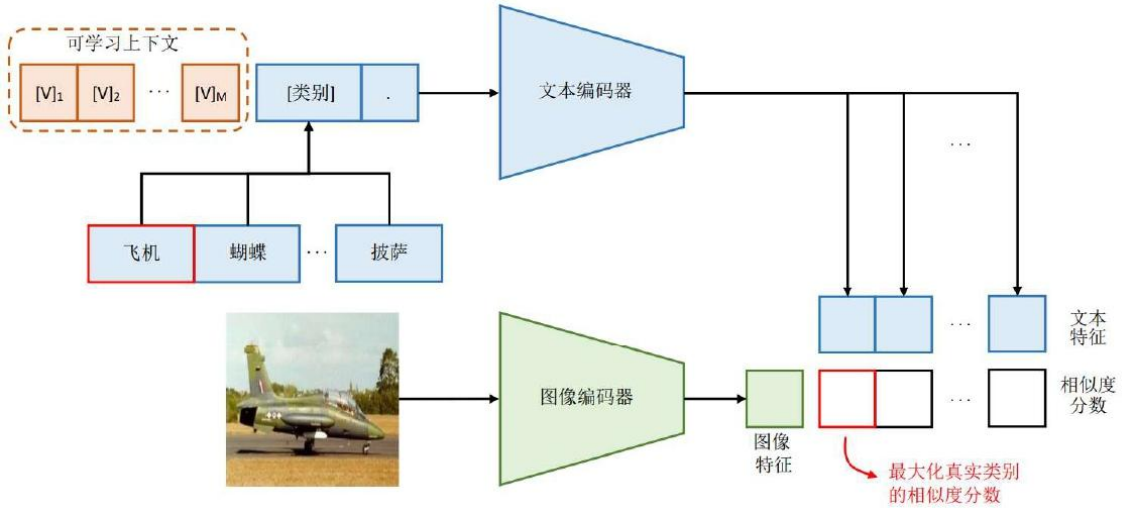 可学习上下文
[V]₁ [V]₂ ··· [V]M [类别] .
文本编码器
···
飞机 蝴蝶 ··· 披萨
··· 文本
特征
图像编码器
图像
特征
··· 相似度
分数
最大化真实类别
的相似度分数